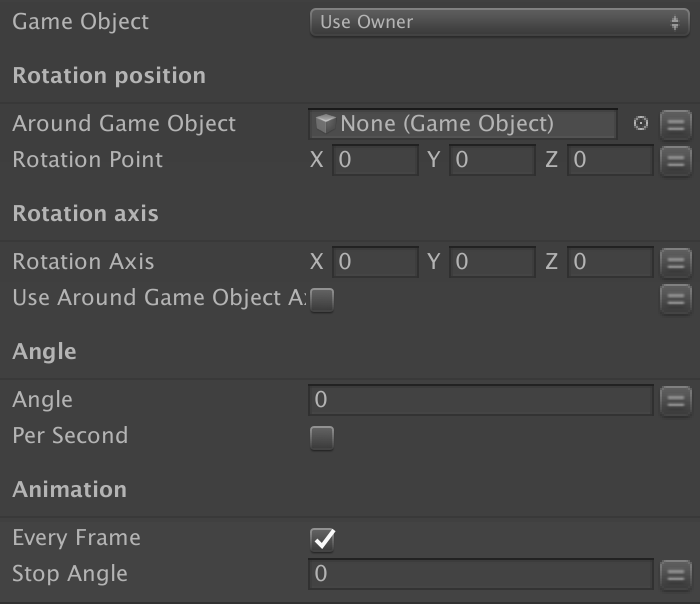 Game Object Use Owner
Rotation position
Around Game Object None (Game Object)
Rotation Point X 0 Y 0 Z 0
Rotation axis
Rotation Axis X 0 Y 0 Z 0
Use Around Game Object A
Angle
Angle 0
Per Second
Animation
Every Frame
Stop Angle 0